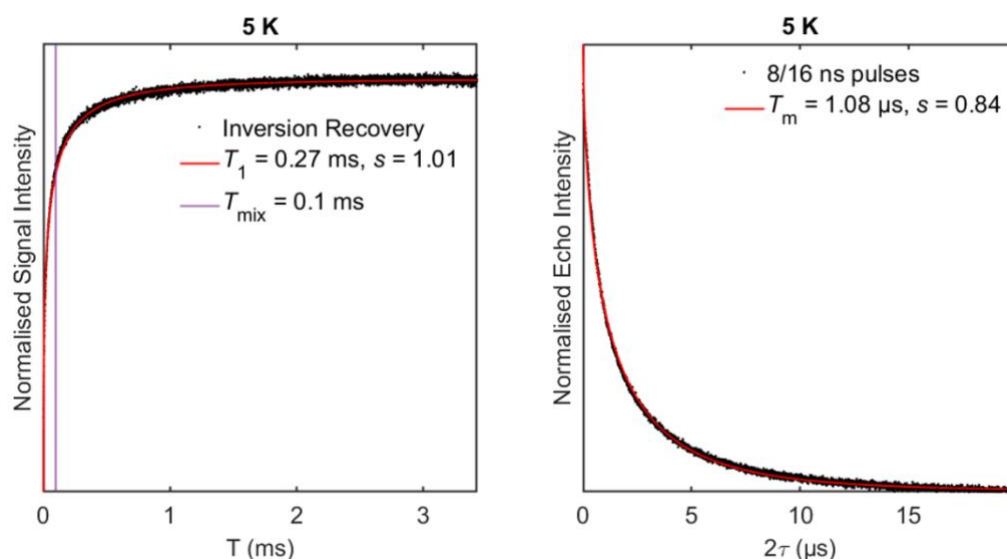 5 K
Normalised Signal Intensity
Inversion Recovery
T1 = 0.27 ms, s = 1.01
Tmix = 0.1 ms
0 1 2 3
T (ms)
5 K
Normalised Echo Intensity
8/16 ns pulses
Tm = 1.08 µs, s = 0.84
0 5 10 15
2τ (µs)